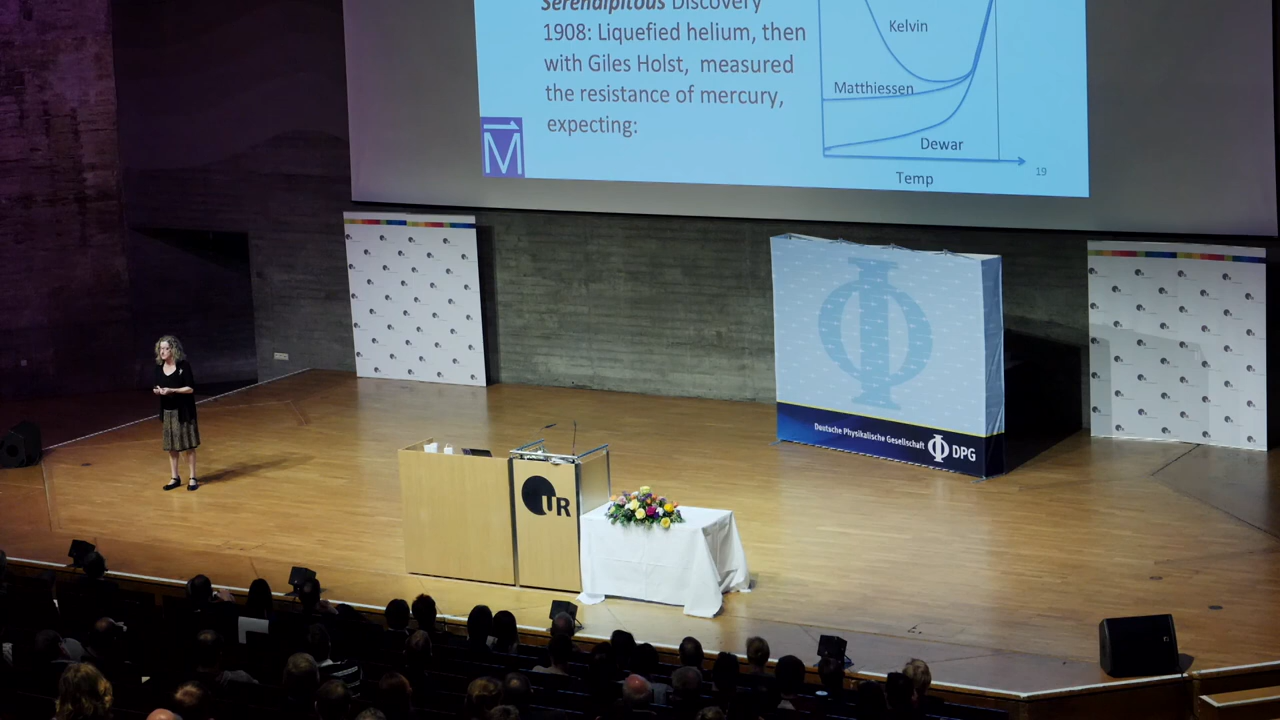 Serendipitous Discovery
1908: Liquefied helium, then
with Giles Holst, measured
the resistance of mercury,
expecting:
M
Kelvin
Matthiessen
Dewar
Temp
19
Deutsche Physikalische Gesellschaft Φ DPG
UR